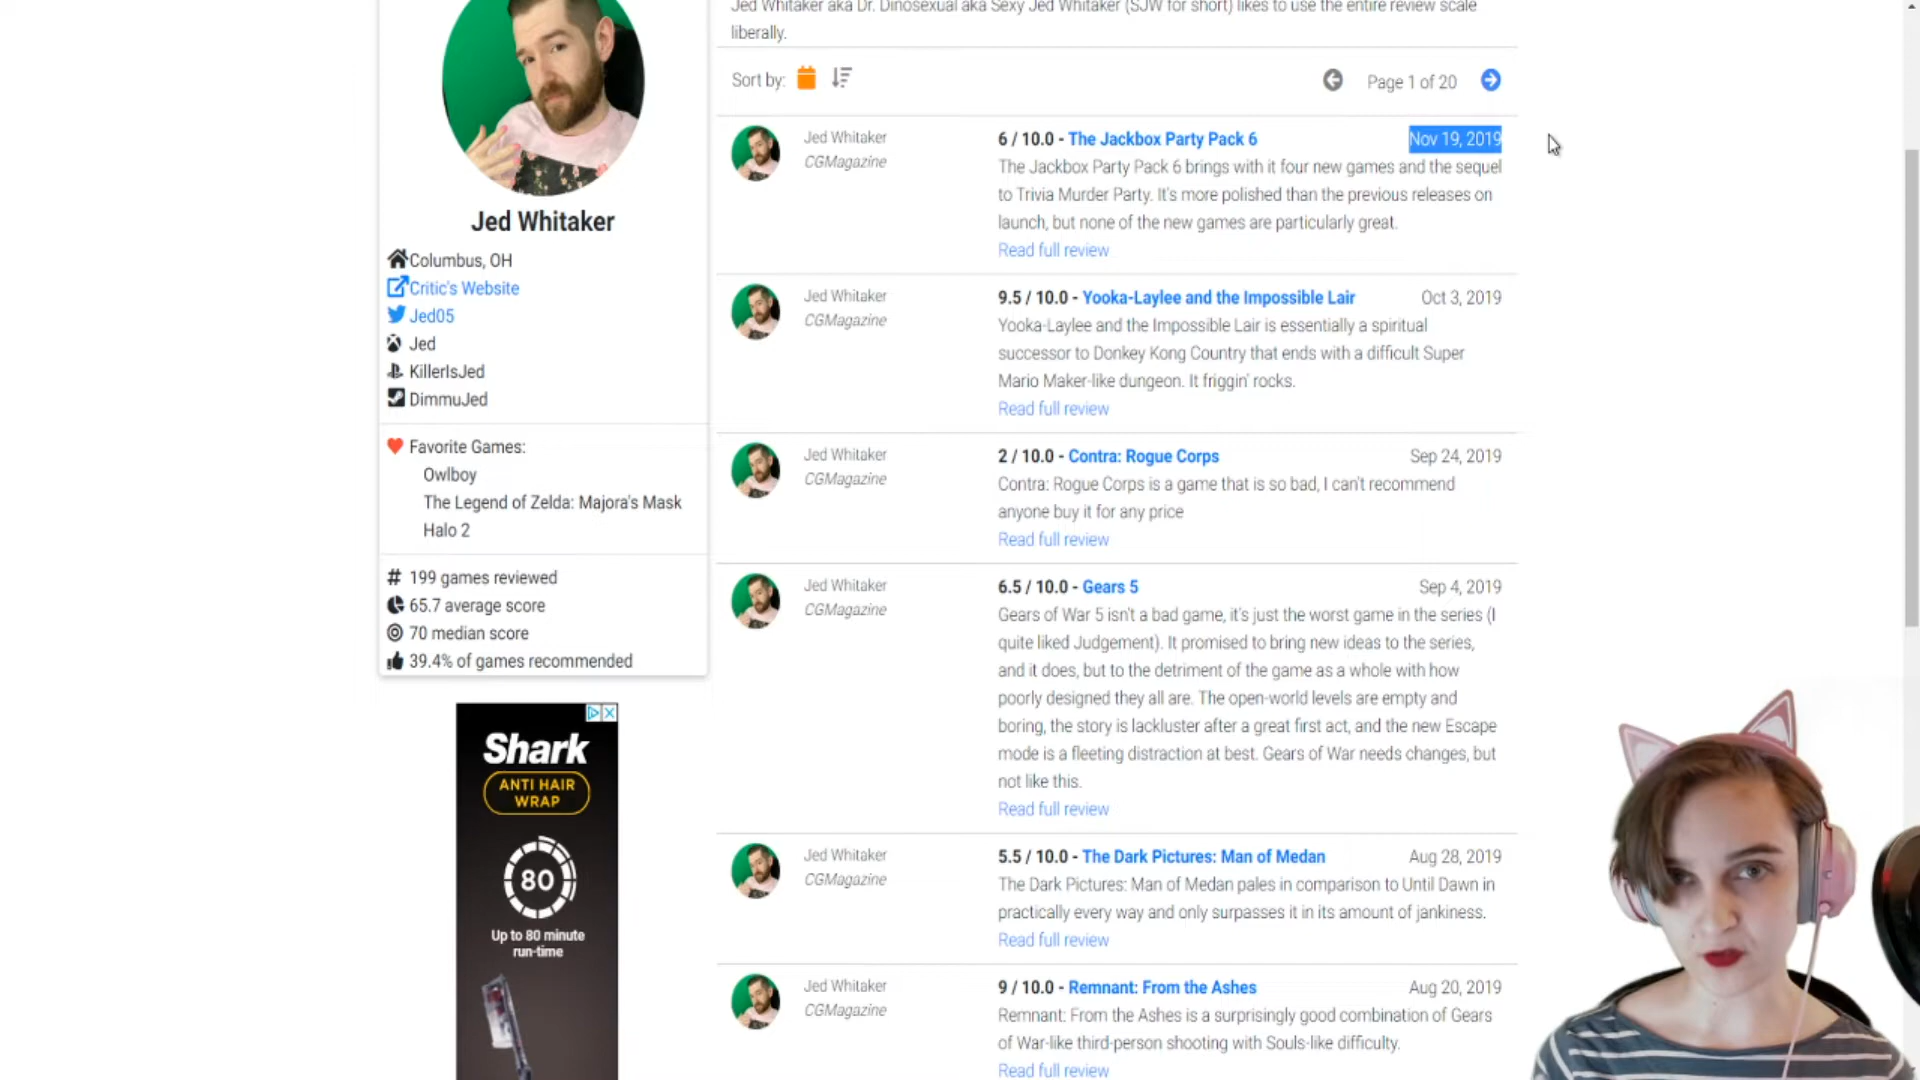 Jed Whitaker aka Dr. Dinosexual aka Sexy Jed Whitaker (SJW for short) likes to use the entire review scale
liberally.
Sort by:
Page 1 of 20
Jed Whitaker
Columbus, OH
Critic's Website
Jed05
Jed
KillerIsJed
DimmuJed
Favorite Games:
Owlboy
The Legend of Zelda: Majora's Mask
Halo 2
# 199 games reviewed
65.7 average score
70 median score
39.4% of games recommended
Shark
ANTI HAIR
WRAP
80
Up to 80 minute
run-time
Jed Whitaker
CGMagazine
6 / 10.0 - The Jackbox Party Pack 6
Nov 19, 2019
The Jackbox Party Pack 6 brings with it four new games and the sequel
to Trivia Murder Party. It's more polished than the previous releases on
launch, but none of the new games are particularly great.
Read full review
Jed Whitaker
CGMagazine
9.5 / 10.0 - Yooka-Laylee and the Impossible Lair
Oct 3, 2019
Yooka-Laylee and the Impossible Lair is essentially a spiritual
successor to Donkey Kong Country that ends with a difficult Super
Mario Maker-like dungeon. It friggin' rocks.
Read full review
Jed Whitaker
CGMagazine
2 / 10.0 - Contra: Rogue Corps
Sep 24, 2019
Contra: Rogue Corps is a game that is so bad, I can't recommend
anyone buy it for any price
Read full review
Jed Whitaker
CGMagazine
6.5 / 10.0 - Gears 5
Sep 4, 2019
Gears of War 5 isn't a bad game, it's just the worst game in the series (I
quite liked Judgement). It promised to bring new ideas to the series,
and it does, but to the detriment of the game as a whole with how
poorly designed they all are. The open-world levels are empty and
boring, the story is lackluster after a great first act, and the new Escape
mode is a fleeting distraction at best. Gears of War needs changes, but
not like this.
Read full review
Jed Whitaker
CGMagazine
5.5 / 10.0 - The Dark Pictures: Man of Medan
Aug 28, 2019
The Dark Pictures: Man of Medan pales in comparison to Until Dawn in
practically every way and only surpasses it in its amount of jankiness.
Read full review
Jed Whitaker
CGMagazine
9 / 10.0 - Remnant: From the Ashes
Aug 20, 2019
Remnant: From the Ashes is a surprisingly good combination of Gears
of War-like third-person shooting with Souls-like difficulty.
Read full review